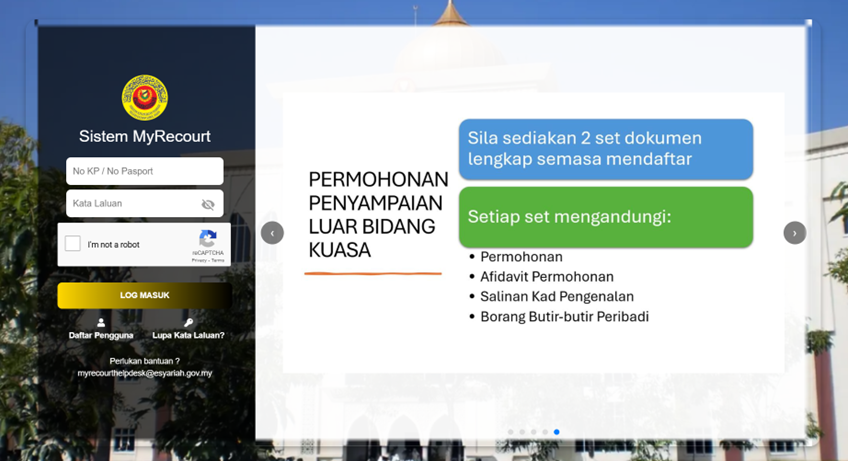 Sistem MyRecourt
No KP / No Pasport
Kata Laluan
I'm not a robot
reCAPTCHA
Privacy - Terms
LOG MASUK
Daftar Pengguna
Lupa Kata Laluan?
Perlukan bantuan ?
myrecourthelpdesk@esyariah.gov.my
PERMOHONAN
PENYAMPAIAN
LUAR BIDANG
KUASA
Sila sediakan 2 set dokumen
lengkap semasa mendaftar
Setiap set mengandungi:
• Permohonan
• Afidavit Permohonan
• Salinan Kad Pengenalan
• Borang Butir-butir Peribadi